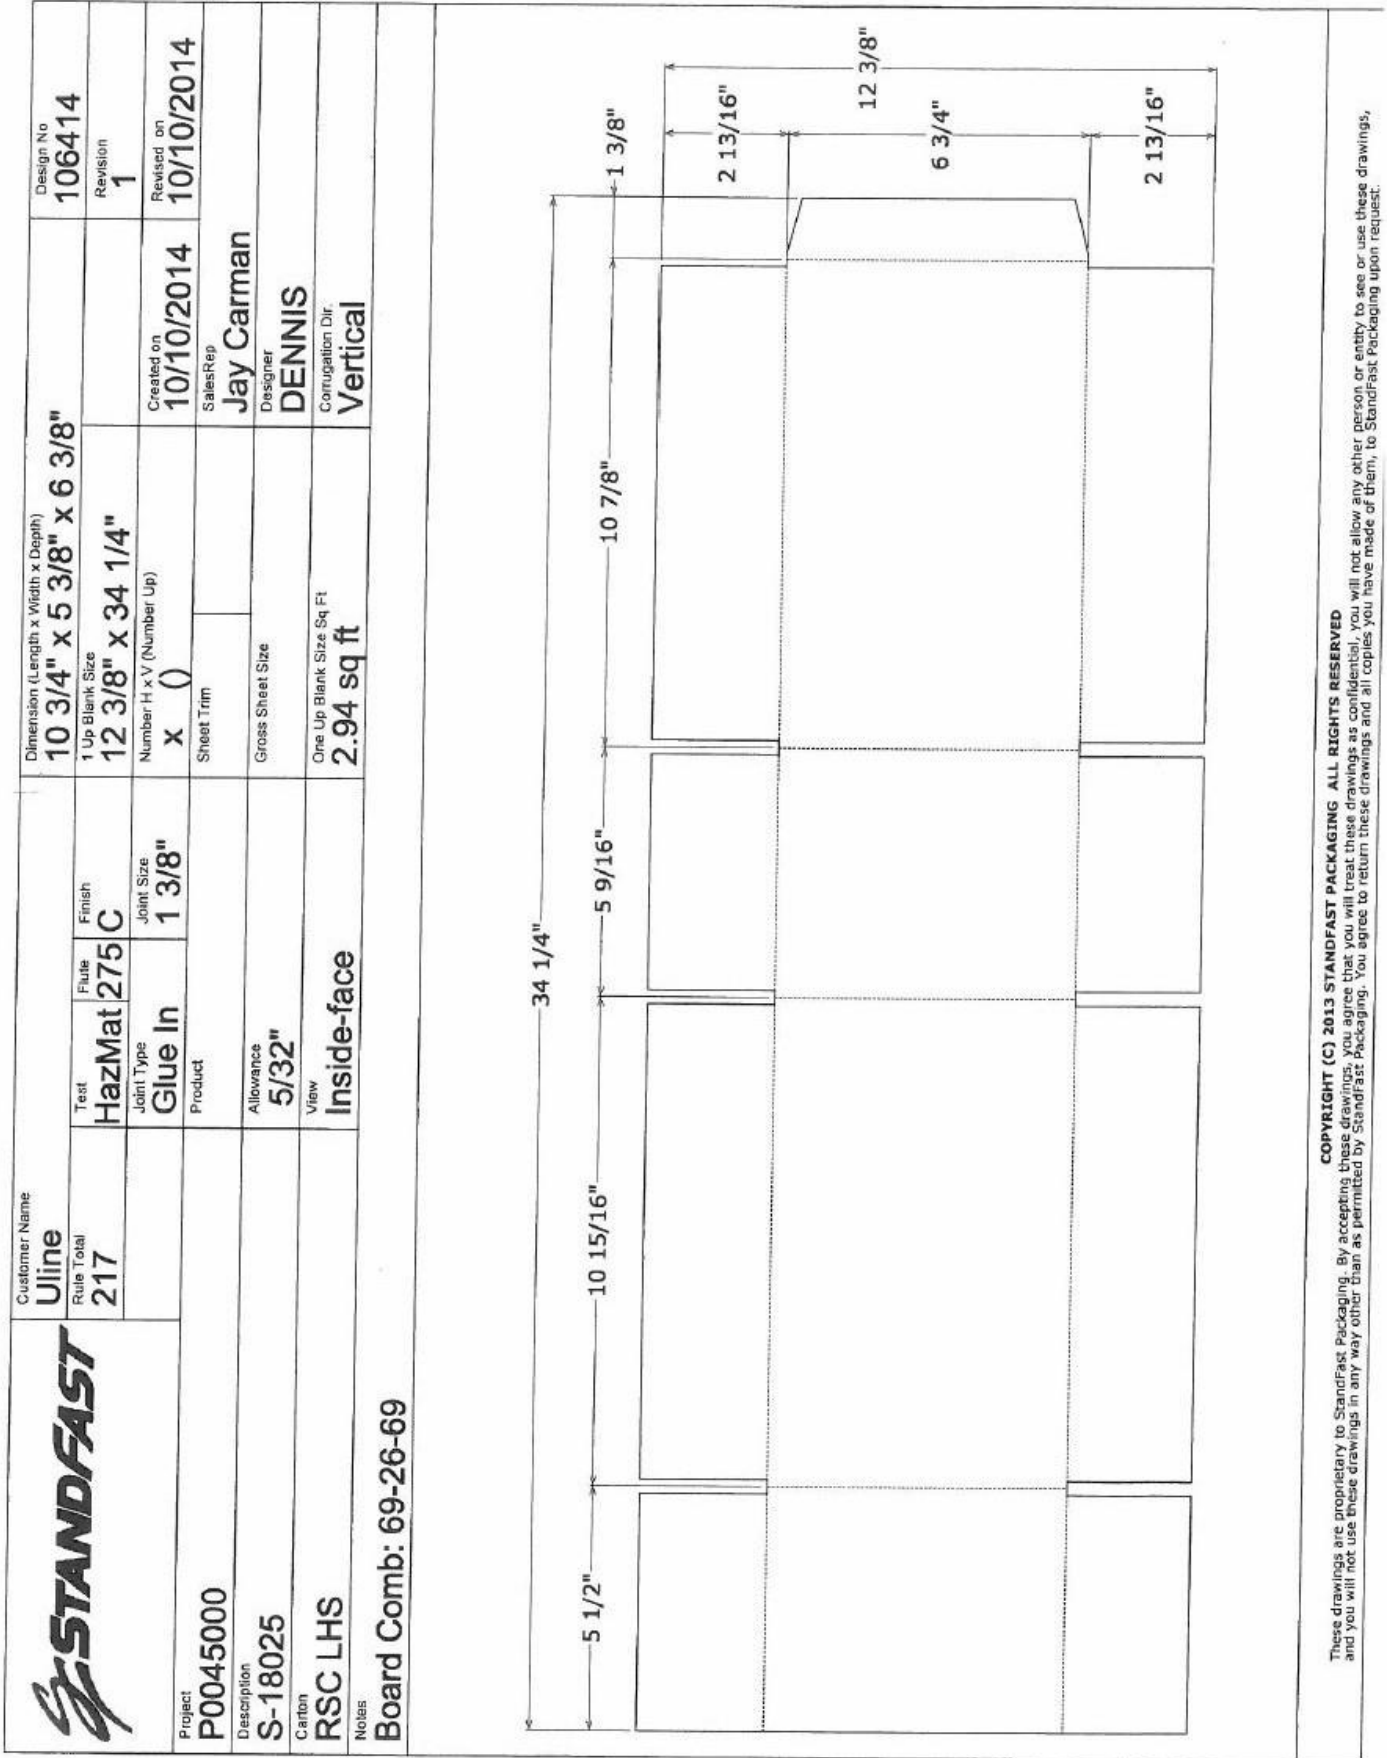 STANDFAST
Customer Name
Uline
Rule Total
217
Test
HazMat
Flute
275
Finish
C
Joint Type
Glue In
Joint Size
1 3/8"
Dimension (Length x Width x Depth)
10 3/4" x 5 3/8" x 6 3/8"
1 Up Blank Size
12 3/8" x 34 1/4"
Number H x V (Number Up)
x ()
Design No
106414
Revision
1
Created on
10/10/2014
Revised on
10/10/2014
Project
P0045000
Product
Sheet Trim
SalesRep
Jay Carman
Description
S-18025
Allowance
5/32"
Gross Sheet Size
Designer
DENNIS
Carton
RSC LHS
View
Inside-face
One Up Blank Size Sq Ft
2.94 sq ft
Corrugation Dir.
Vertical
Notes
Board Comb: 69-26-69
34 1/4"
5 1/2"
10 15/16"
5 9/16"
10 7/8"
1 3/8"
2 13/16"
12 3/8"
6 3/4"
2 13/16"
COPYRIGHT (C) 2013 STANDFAST PACKAGING ALL RIGHTS RESERVED
These drawings are proprietary to StandFast Packaging. By accepting these drawings, you agree that you will treat these drawings as confidential, you will not allow any other person or entity to see or use these drawings,
and you will not use these drawings in any way other than as permitted by StandFast Packaging. You agree to return these drawings and all copies you have made of them, to StandFast Packaging upon request.